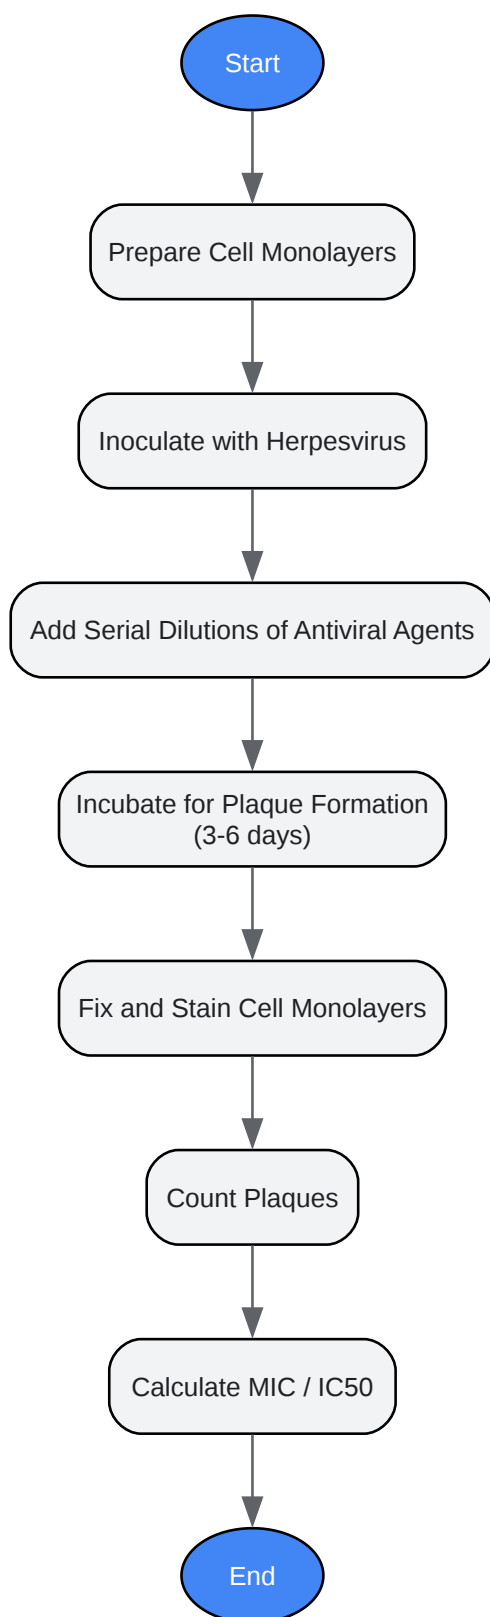 Start
Prepare Cell Monolayers
Inoculate with Herpesvirus
Add Serial Dilutions of Antiviral Agents
Incubate for Plaque Formation
(3-6 days)
Fix and Stain Cell Monolayers
Count Plaques
Calculate MIC / IC50
End